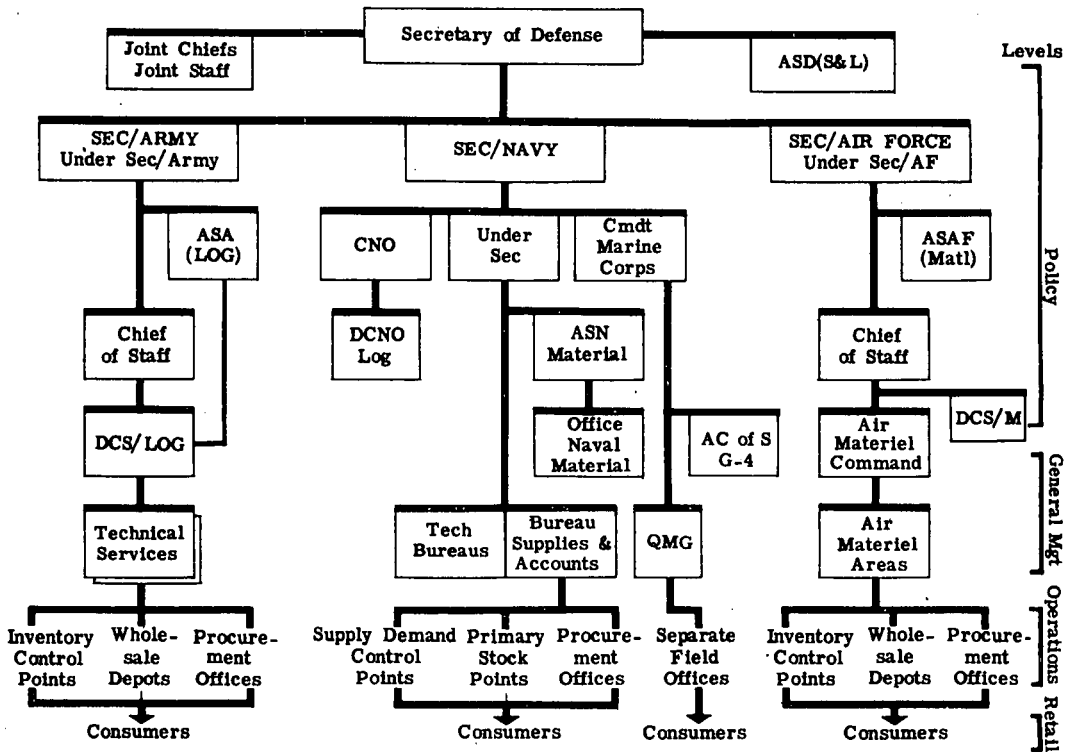 Secretary of Defense
Joint Chiefs
Joint Staff
ASD(S&L)
Levels
SEC/ARMY
Under Sec/Army
SEC/NAVY
SEC/AIR FORCE
Under Sec/AF
ASA
(LOG)
CNO
Under
Sec
Cmdt
Marine
Corps
ASAF
(Matl)
Policy
Chief
of Staff
DCNO
Log
ASN
Material
Chief
of Staff
DCS/LOG
Office
Naval
Material
AC of S
G-4
Air
Materiel
Command
DCS/M
General Mgt
Technical
Services
Tech
Bureaus
Bureau
Supplies &
Accounts
QMG
Air
Materiel
Areas
Operations
Inventory
Control
Points
Whole-
sale
Depots
Procure-
ment
Offices
Supply Demand
Control
Points
Primary
Stock
Points
Procure-
ment
Offices
Separate
Field
Offices
Inventory
Control
Points
Whole-
sale
Depots
Procure-
ment
Offices
Retail
Consumers
Consumers
Consumers
Consumers